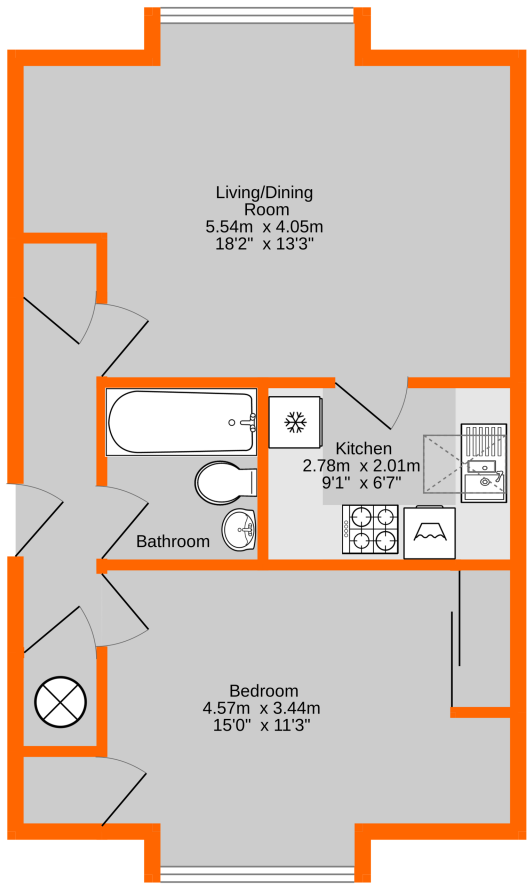 Living/Dining
Room
5.54m x 4.05m
18'2" x 13'3"
Kitchen
2.78m x 2.01m
9'1" x 6'7"
Bathroom
Bedroom
4.57m x 3.44m
15'0" x 11'3"